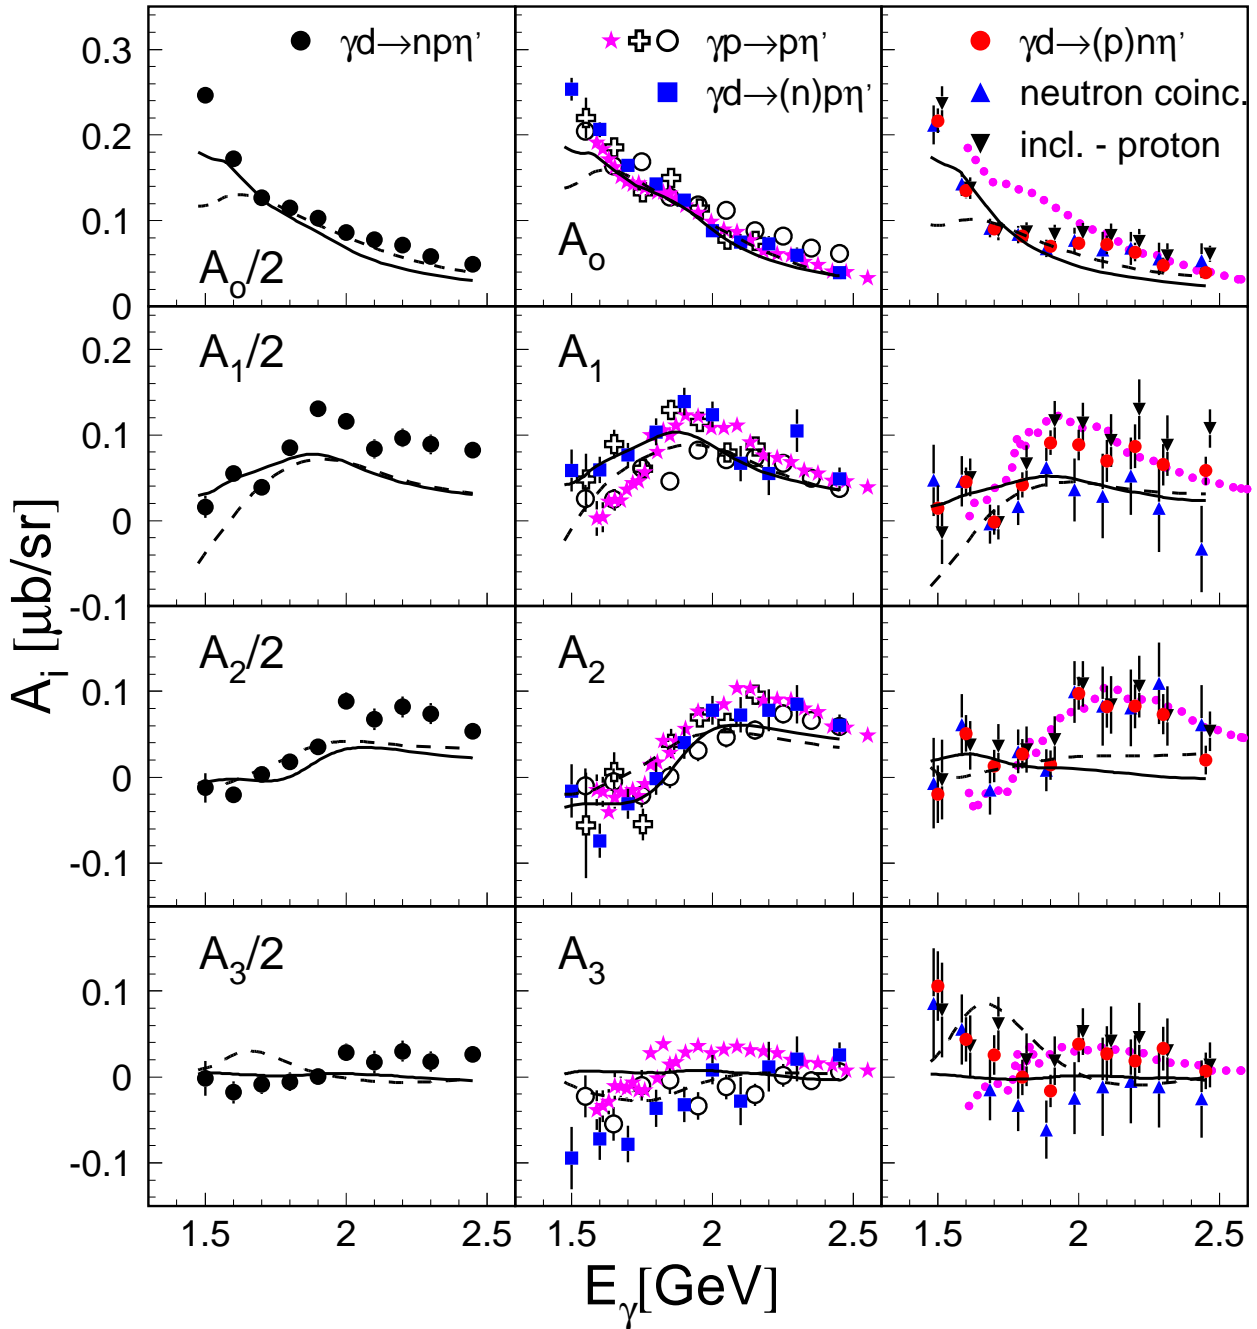 γd→npη'
γp→pη'
γd→(n)pη'
γd→(p)nη'
neutron coinc.
incl. - proton
0.3
0.2
0.1
0
A₀/2
A₀
0.2
0.1
0
-0.1
A₁/2
A₁
0.1
0
-0.1
A₂/2
A₂
0.1
0
-0.1
A₃/2
A₃
Aᵢ [μb/sr]
1.5 2 2.5 1.5 2 2.5 1.5 2 2.5
Eᵧ[GeV]